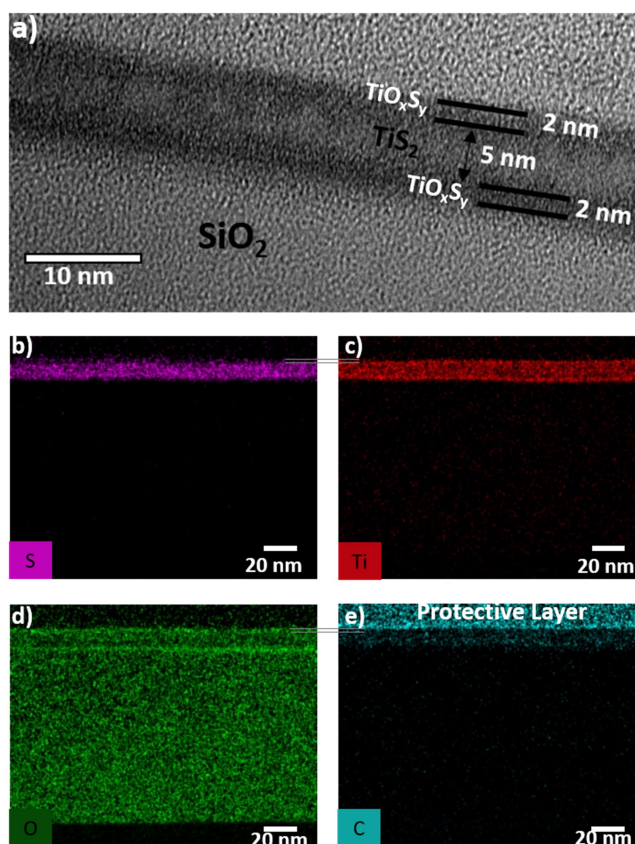 a)
TiOxSy
2 nm
TiS2
5 nm
TiOxSy
2 nm
SiO2
10 nm
b)
c)
S
20 nm
Ti
20 nm
d)
e)
Protective Layer
O
20 nm
C
20 nm